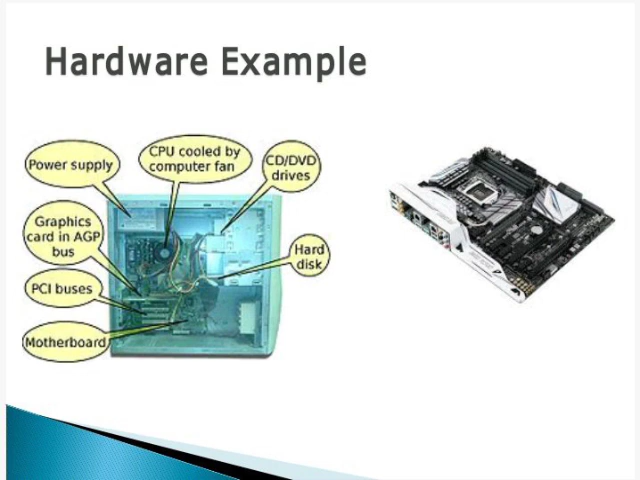 Hardware Example
Power supply
CPU cooled by
computer fan
CD/DVD
drives
Graphics
card in AGP
bus
Hard
disk
PCI buses
Motherboard